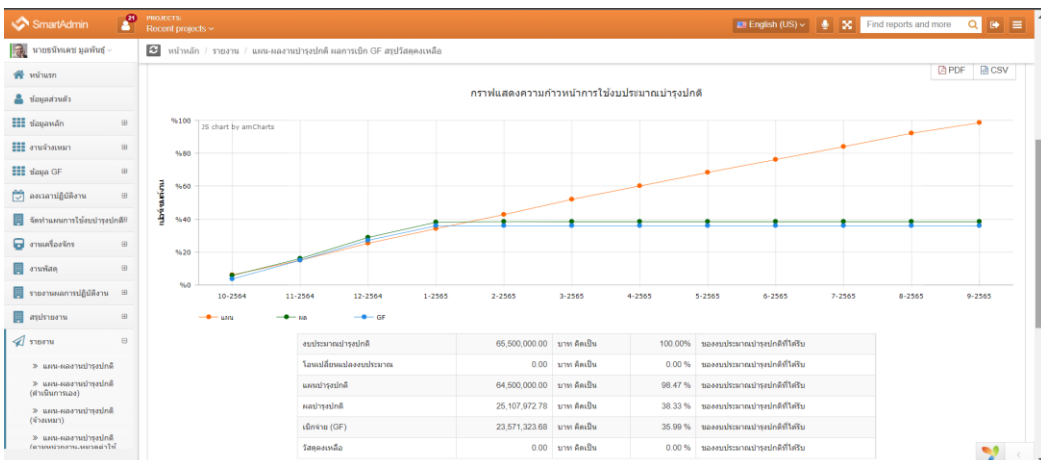 SmartAdmin
21
PROJECTS:
Recent projects
English (US)
Find reports and more
นายธนัทเดช มูลพันธุ์
หน้าหลัก / รายงาน / แผน-ผลงานบำรุงปกติ ผลการเบิก GF สรุปวัสดุคงเหลือ
หน้าแรก
ข้อมูลส่วนตัว
ข้อมูลหลัก
งานจ้างเหมา
ข้อมูล GF
ลงเวลาปฏิบัติงาน
จัดทำแผนการใช้งบบำรุงปกติ
งานเครื่องจักร
งานพัสดุ
รายงานผลการปฏิบัติงาน
สรุปรายงาน
รายงาน
» แผน-ผลงานบำรุงปกติ
» แผน-ผลงานบำรุงปกติ
(ดำเนินการเอง)
» แผน-ผลงานบำรุงปกติ
(จ้างเหมา)
» แผน-ผลงานบำรุงปกติ
(ตามหน่วยงาน-หมวดค่าใช้
PDF
CSV
กราฟแสดงความก้าวหน้าการใช้งบประมาณบำรุงปกติ
JS chart by amCharts
เปอร์เซ็นต์งาน
%100
%80
%60
%40
%20
%0
10-2564 11-2564 12-2564 1-2565 2-2565 3-2565 4-2565 5-2565 6-2565 7-2565 8-2565 9-2565
แผน ผล GF
งบประมาณบำรุงปกติ 65,500,000.00 บาท คิดเป็น 100.00% ของงบประมาณบำรุงปกติที่ได้รับ
โอนเปลี่ยนแปลงงบประมาณ 0.00 บาท คิดเป็น 0.00 % ของงบประมาณบำรุงปกติที่ได้รับ
แผนบำรุงปกติ 64,500,000.00 บาท คิดเป็น 98.47 % ของงบประมาณบำรุงปกติที่ได้รับ
ผลบำรุงปกติ 25,107,972.78 บาท คิดเป็น 38.33 % ของงบประมาณบำรุงปกติที่ได้รับ
เบิกจ่าย (GF) 23,571,323.68 บาท คิดเป็น 35.99 % ของงบประมาณบำรุงปกติที่ได้รับ
วัสดุคงเหลือ 0.00 บาท คิดเป็น 0.00 % ของงบประมาณบำรุงปกติที่ได้รับ